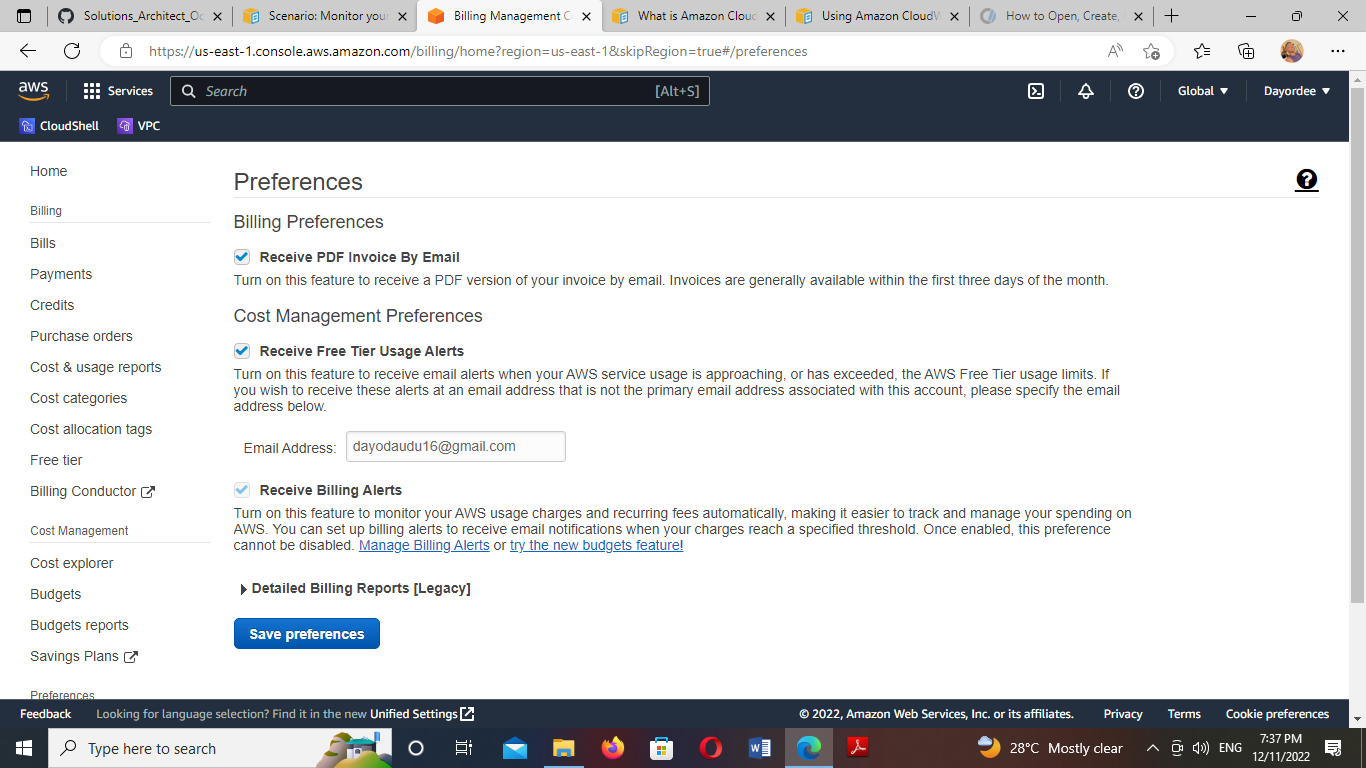 Solutions_Architect_Oc
Scenario: Monitor your
Billing Management C
What is Amazon Cloud
Using Amazon CloudW
How to Open, Create,
https://us-east-1.console.aws.amazon.com/billing/home?region=us-east-1&skipRegion=true#/preferences
aws
Services
Search
[Alt+S]
Global
Dayordee
CloudShell
VPC
Home
Billing
Bills
Payments
Credits
Purchase orders
Cost & usage reports
Cost categories
Cost allocation tags
Free tier
Billing Conductor
Cost Management
Cost explorer
Budgets
Budgets reports
Savings Plans
Preferences
Preferences
Billing Preferences
Receive PDF Invoice By Email
Turn on this feature to receive a PDF version of your invoice by email. Invoices are generally available within the first three days of the month.
Cost Management Preferences
Receive Free Tier Usage Alerts
Turn on this feature to receive email alerts when your AWS service usage is approaching, or has exceeded, the AWS Free Tier usage limits. If
you wish to receive these alerts at an email address that is not the primary email address associated with this account, please specify the email
address below.
Email Address: dayodaudu16@gmail.com
Receive Billing Alerts
Turn on this feature to monitor your AWS usage charges and recurring fees automatically, making it easier to track and manage your spending on
AWS. You can set up billing alerts to receive email notifications when your charges reach a specified threshold. Once enabled, this preference
cannot be disabled. Manage Billing Alerts or try the new budgets feature!
Detailed Billing Reports [Legacy]
Save preferences
Feedback
Looking for language selection? Find it in the new Unified Settings
© 2022, Amazon Web Services, Inc. or its affiliates.
Privacy
Terms
Cookie preferences
Type here to search
28°C Mostly clear
ENG
7:37 PM
12/11/2022